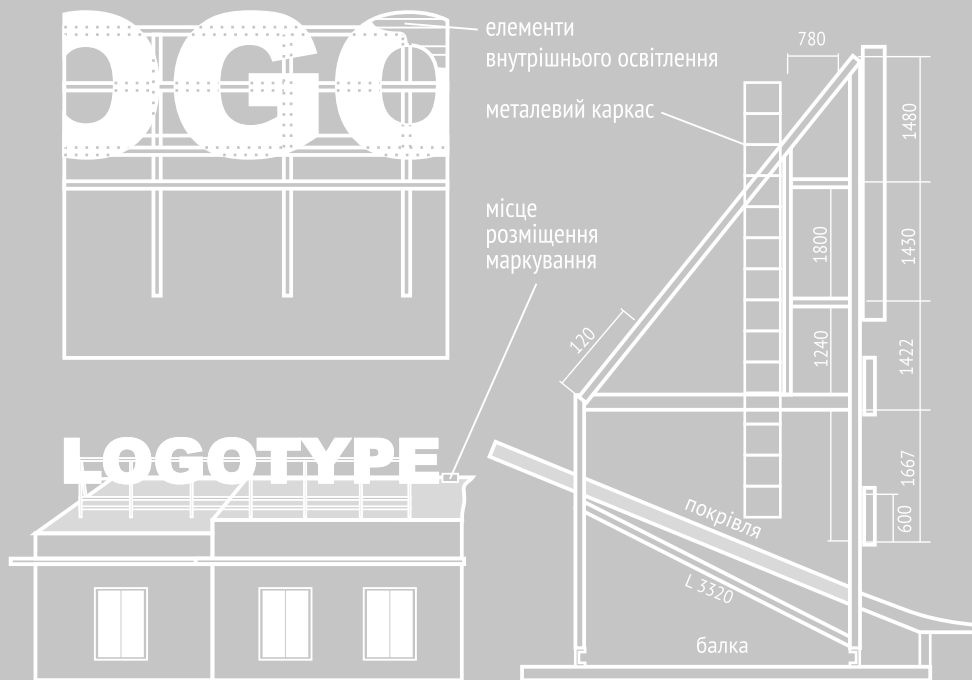 OGO
елементи
внутрішнього освітлення
металевий каркас
місце
розміщення
маркування
LOGOTYPE
780
1480
1430
1800
1422
1240
120
1667
600
покрівля
L 3320
балка